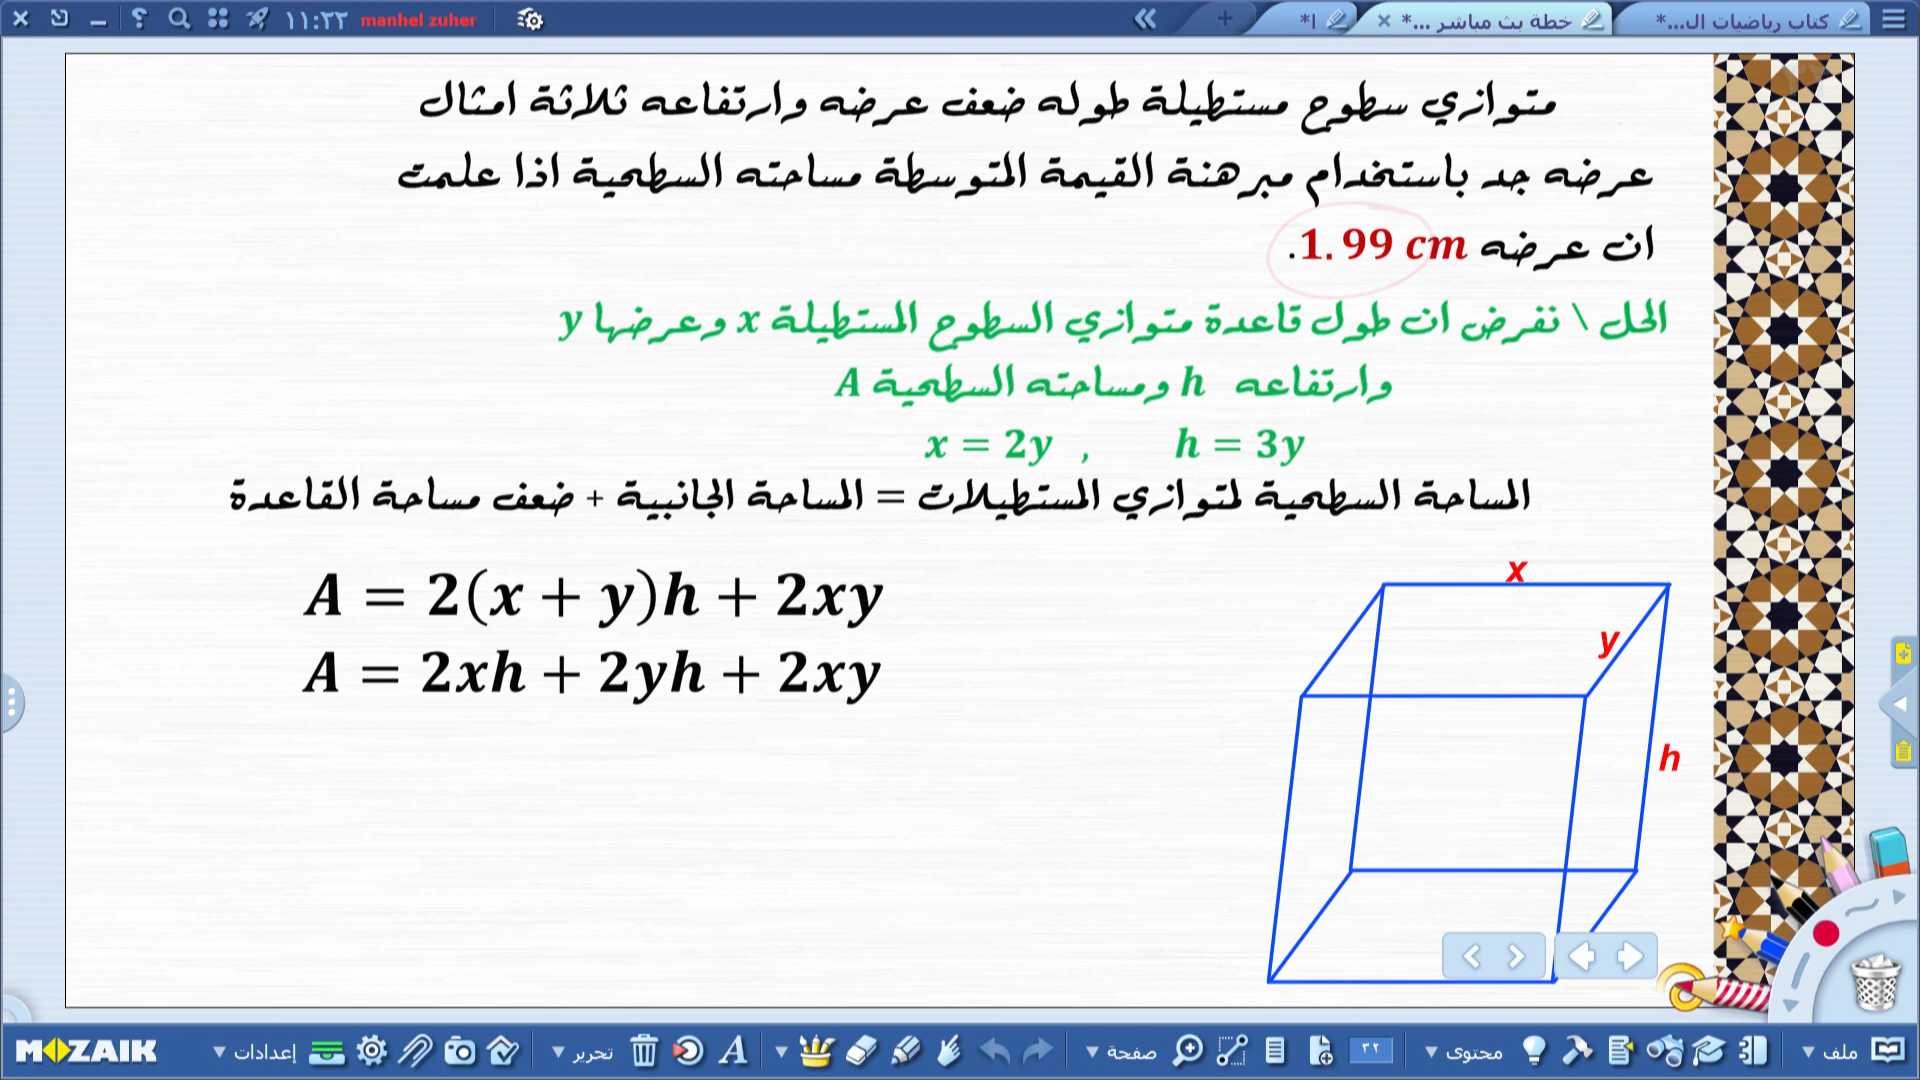 manhel zuher ١١:٢٢
كتاب رياضيات ال...*
خطة بث مباشر ...*
ا*
متوازي سطوح مستطيلة طوله ضعف عرضه وارتفاعه ثلاثة امثال
عرضه جد باستخدام مبرهنة القيمة المتوسطة مساحته السطحية اذا علمت
ان عرضه 1.99 cm.
الحل \ نفرض ان طول قاعدة متوازي السطوح المستطيلة x وعرضها y
وارتفاعه h ومساحته السطحية A
x = 2y , h = 3y
المساحة السطحية لمتوازي المستطيلات = المساحة الجانبية + ضعف مساحة القاعدة
A = 2(x + y)h + 2xy
A = 2xh + 2yh + 2xy
x
y
h
ملف
محتوى
٣٢
صفحة
تحرير
إعدادات
MOZAIK